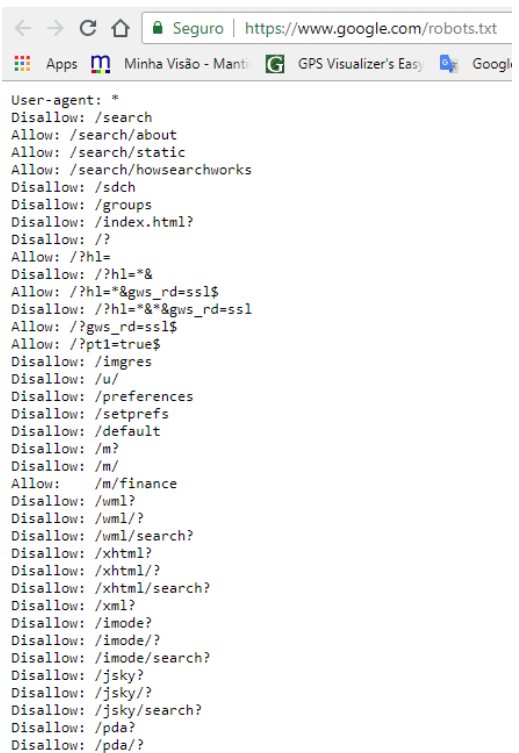 Seguro | https://www.google.com/robots.txt
Apps m Minha Visão - Manti G GPS Visualizer's Easy Googl
User-agent: *
Disallow: /search
Allow: /search/about
Allow: /search/static
Allow: /search/howsearchworks
Disallow: /sdch
Disallow: /groups
Disallow: /index.html?
Disallow: /?
Allow: /?hl=
Disallow: /?hl=*&
Allow: /?hl=*&gws_rd=ssl$
Disallow: /?hl=*&*&gws_rd=ssl
Allow: /?gws_rd=ssl$
Allow: /?pt1=true$
Disallow: /imgres
Disallow: /u/
Disallow: /preferences
Disallow: /setprefs
Disallow: /default
Disallow: /m?
Disallow: /m/
Allow:    /m/finance
Disallow: /wml?
Disallow: /wml/?
Disallow: /wml/search?
Disallow: /xhtml?
Disallow: /xhtml/?
Disallow: /xhtml/search?
Disallow: /xml?
Disallow: /imode?
Disallow: /imode/?
Disallow: /imode/search?
Disallow: /jsky?
Disallow: /jsky/?
Disallow: /jsky/search?
Disallow: /pda?
Disallow: /pda/?